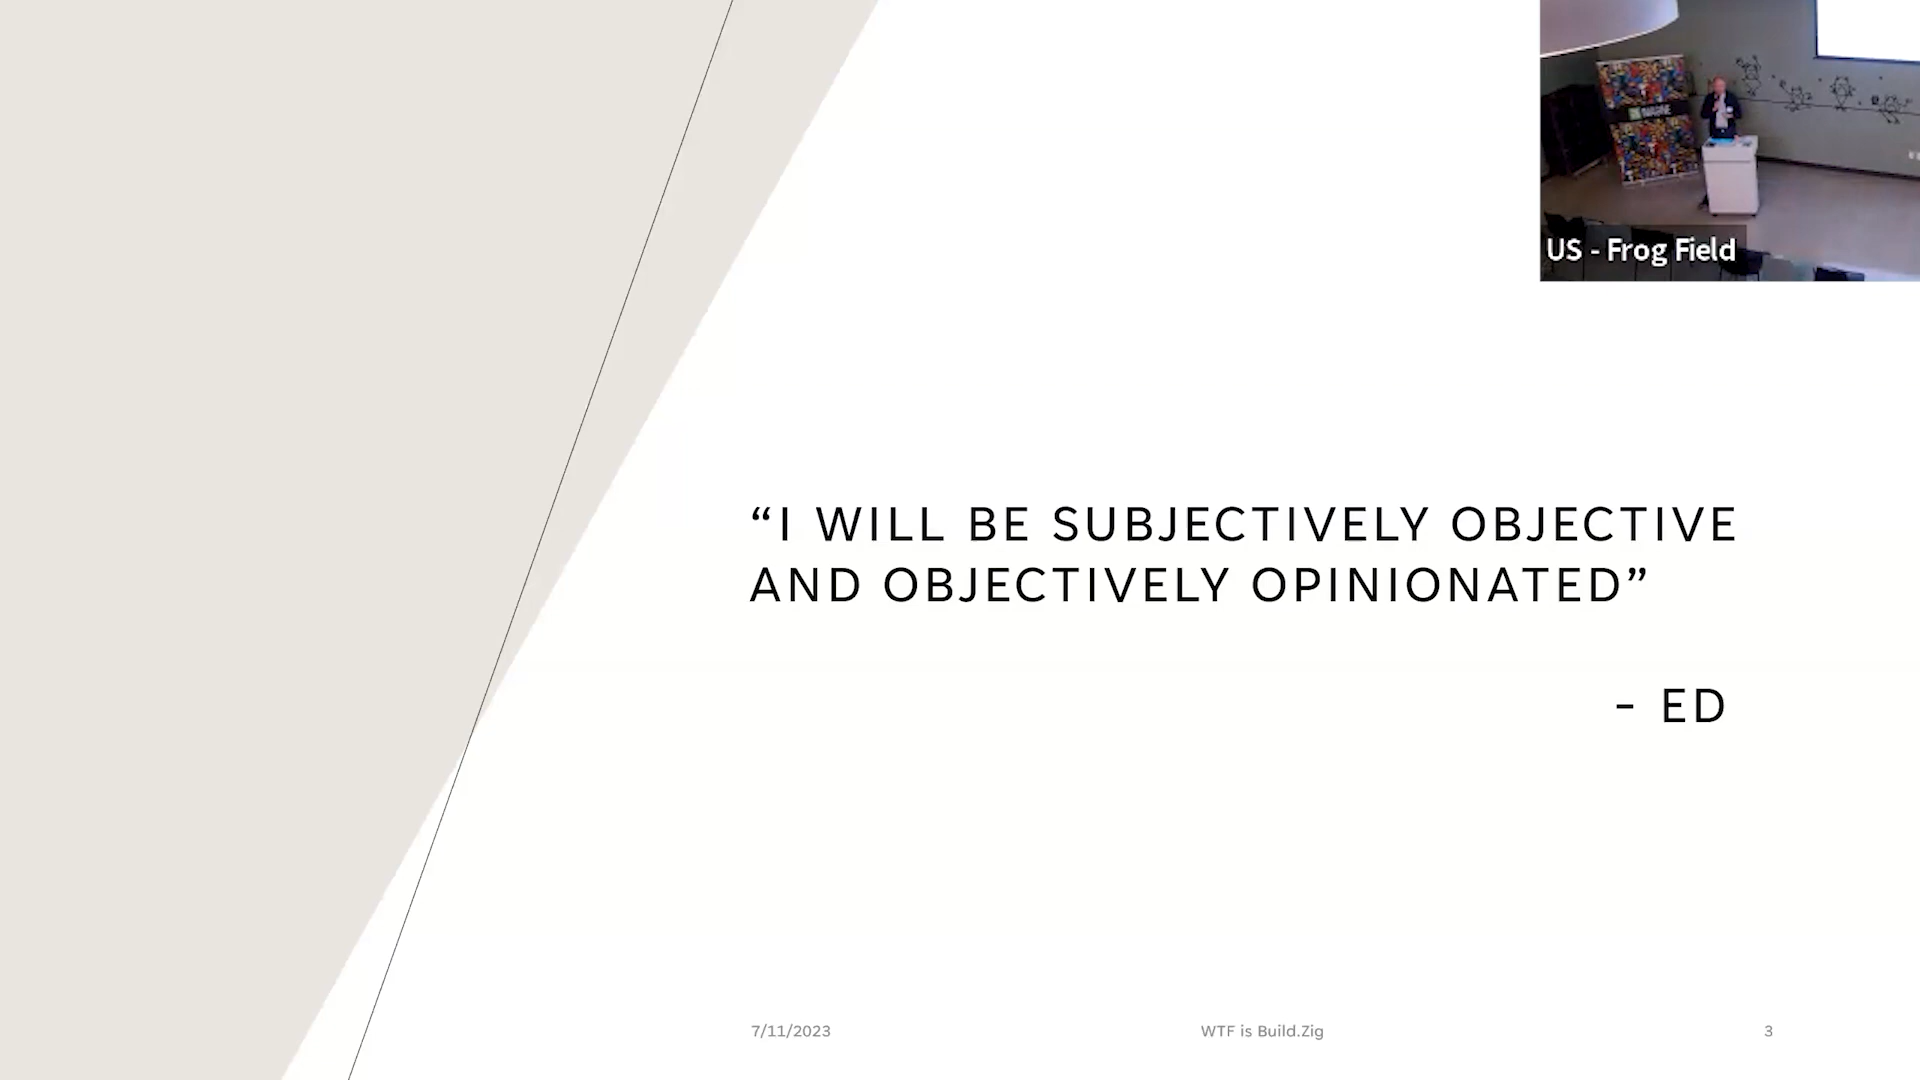 US - Frog Field
“I WILL BE SUBJECTIVELY OBJECTIVE
AND OBJECTIVELY OPINIONATED”
- ED
7/11/2023
WTF is Build.Zig
3